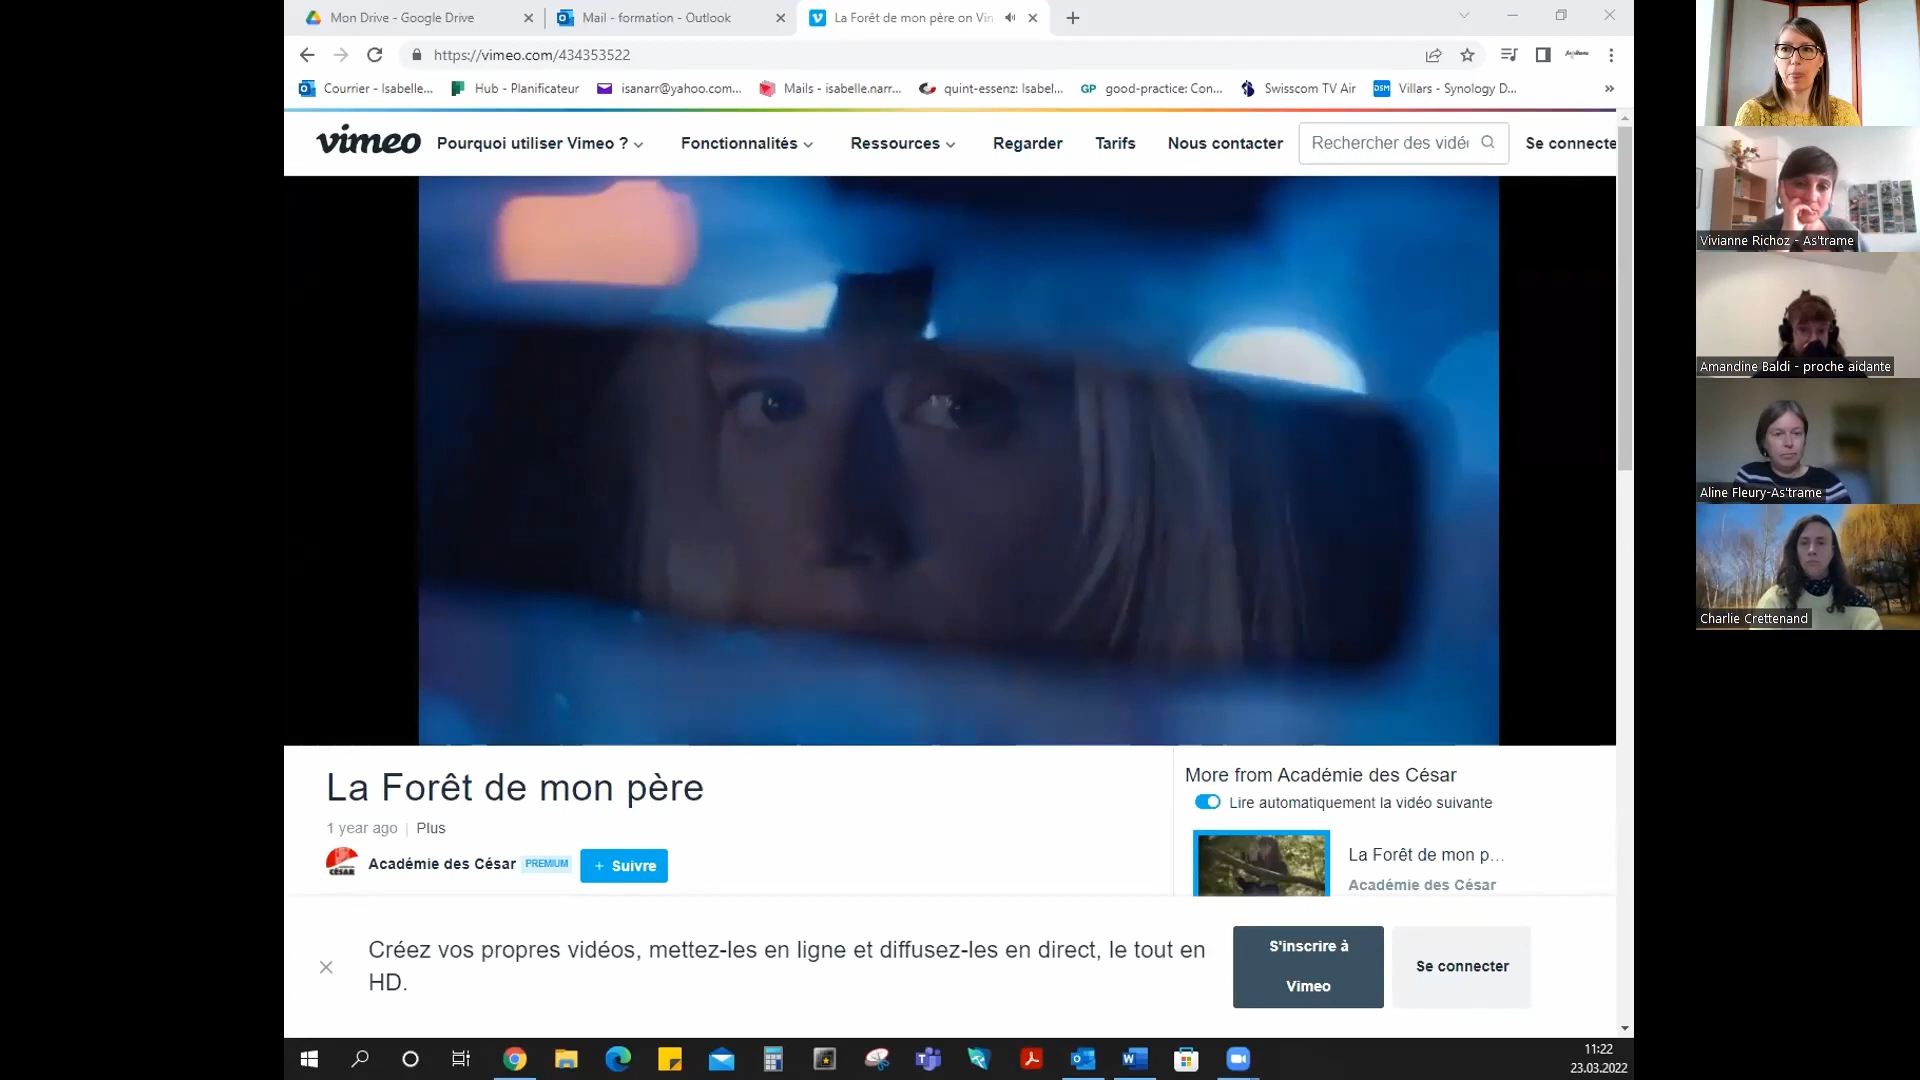 Mon Drive - Google Drive
Mail - formation - Outlook
La Forêt de mon père on Vin
https://vimeo.com/434353522
Courrier - Isabelle...
Hub - Planificateur
isanarr@yahoo.com...
Mails - isabelle.narr...
quint-essenz: Isabel...
GP good-practice: Con...
Swisscom TV Air
DSM Villars - Synology D...
»
vimeo
Pourquoi utiliser Vimeo ?
Fonctionnalités
Ressources
Regarder
Tarifs
Nous contacter
Rechercher des vidé
Se connecte
Vivianne Richoz - As'trame
Amandine Baldi - proche aidante
Aline Fleury-As'trame
Charlie Crettenand
La Forêt de mon père
1 year ago | Plus
CÉSAR
Académie des César PREMIUM
+ Suivre
More from Académie des César
Lire automatiquement la vidéo suivante
La Forêt de mon p...
Académie des César
Créez vos propres vidéos, mettez-les en ligne et diffusez-les en direct, le tout en
HD.
S'inscrire à
Vimeo
Se connecter
11:22
23.03.2022